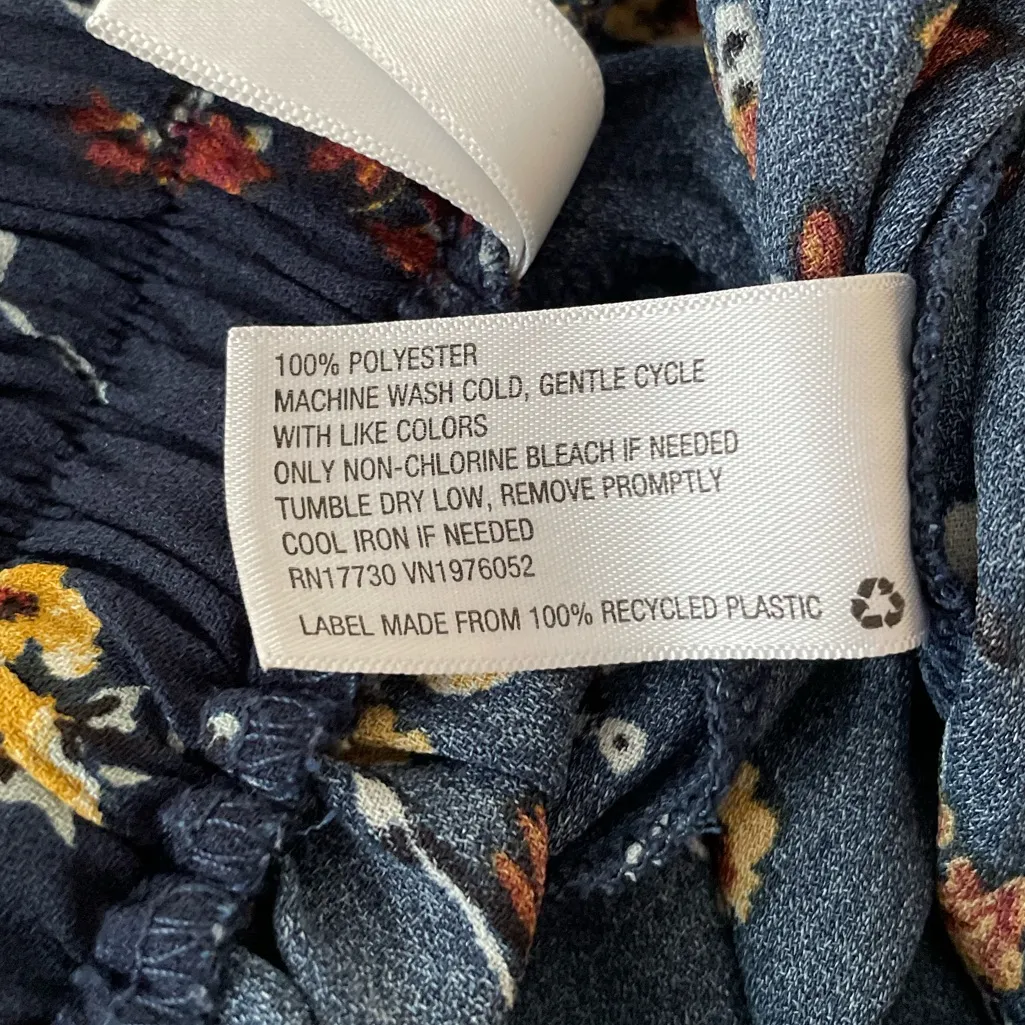 100% POLYESTER
MACHINE WASH COLD, GENTLE CYCLE
WITH LIKE COLORS
ONLY NON-CHLORINE BLEACH IF NEEDED
TUMBLE DRY LOW, REMOVE PROMPTLY
COOL IRON IF NEEDED
RN17730 VN1976052
LABEL MADE FROM 100% RECYCLED PLASTIC